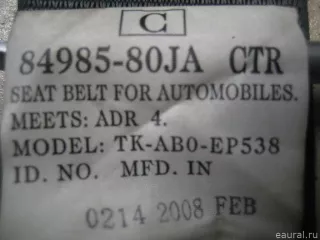 C
84985-80JA CTR
SEAT BELT FOR AUTOMOBILES.
MEETS: ADR 4.
MODEL: TK-AB0-EP538
ID. NO. MFD. IN
0214 2008 FEB
eaural.ru